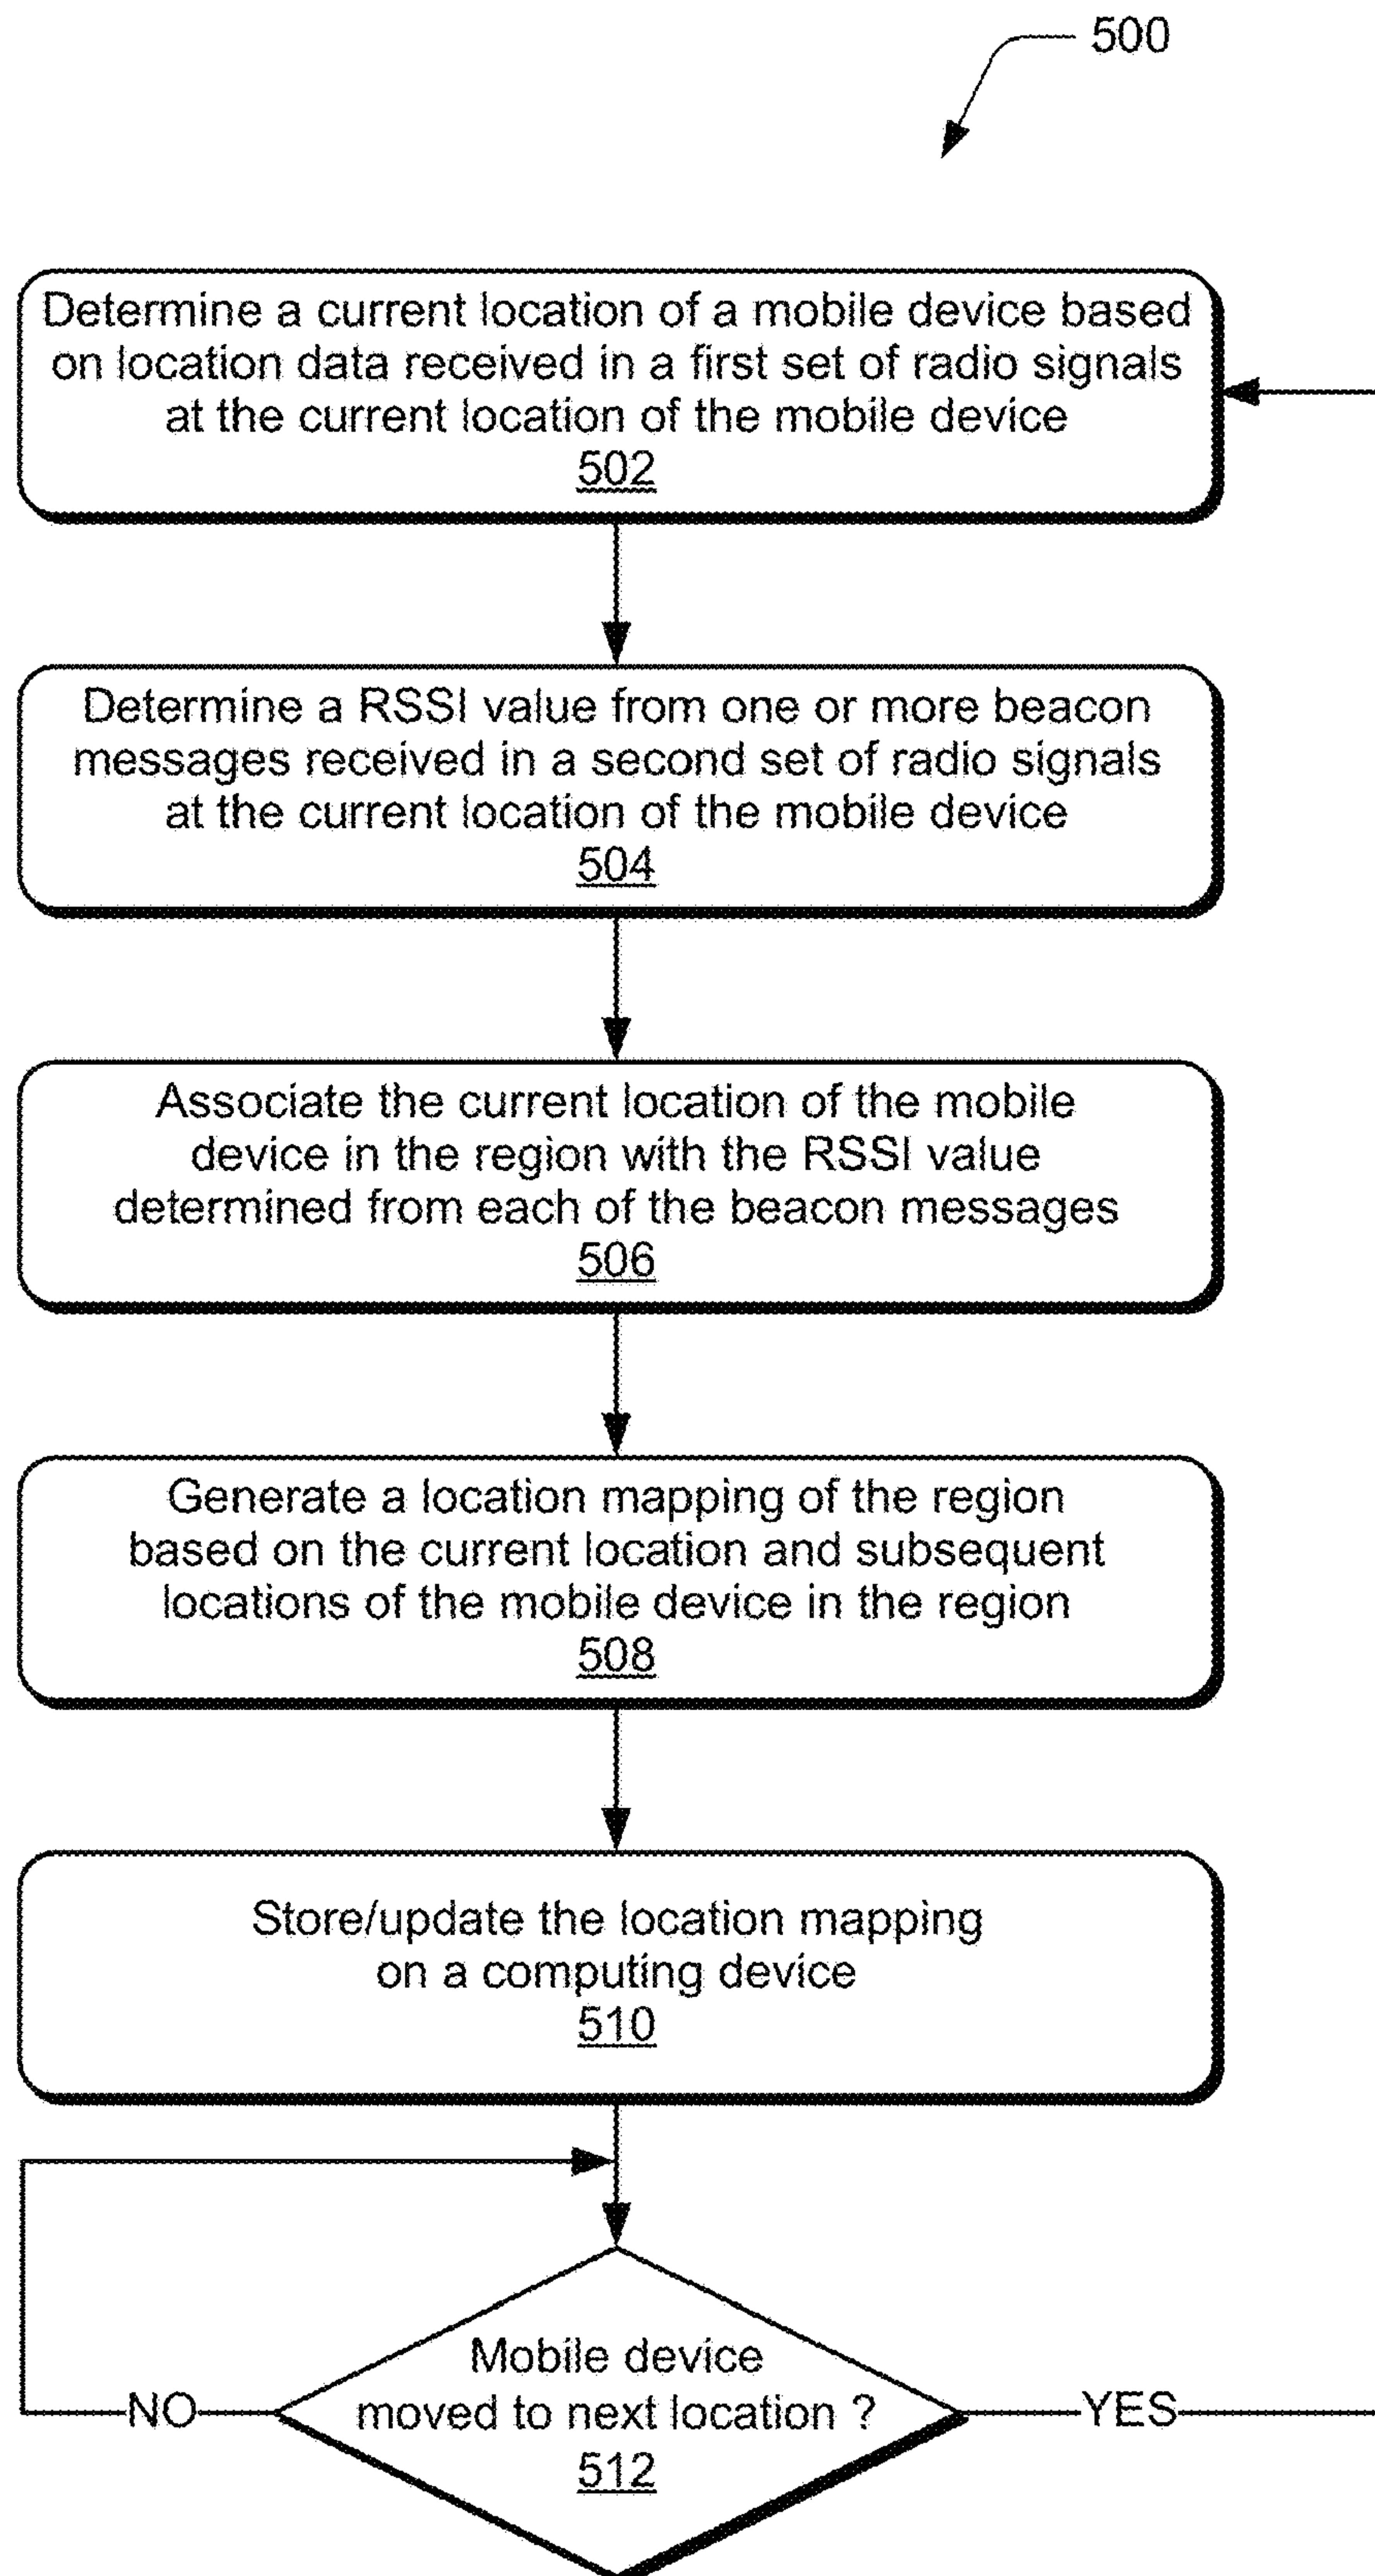 500
Determine a current location of a mobile device based
on location data received in a first set of radio signals
at the current location of the mobile device
502
Determine a RSSI value from one or more beacon
messages received in a second set of radio signals
at the current location of the mobile device
504
Associate the current location of the mobile
device in the region with the RSSI value
determined from each of the beacon messages
506
Generate a location mapping of the region
based on the current location and subsequent
locations of the mobile device in the region
508
Store/update the location mapping
on a computing device
510
Mobile device
moved to next location ?
512
NO
YES